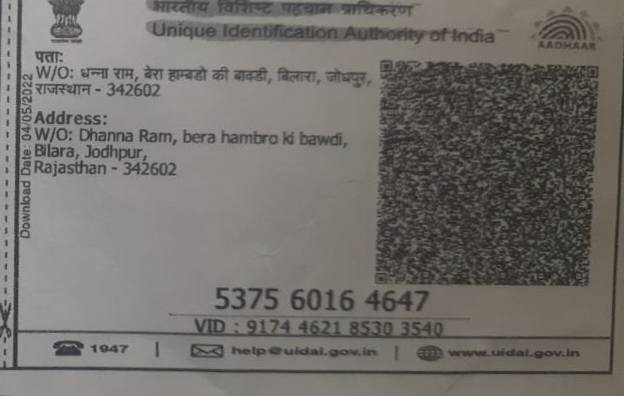 भारतीय विशिष्ट पहचान प्राधिकरण
Unique Identification Authority of India
AADHAAR
पता:
W/O: धन्ना राम, बेरा हाम्बडो की बावडी, बिलारा, जोधपुर,
राजस्थान - 342602
Address:
W/O: Dhanna Ram, bera hambro ki bawdi,
Bilara, Jodhpur,
Rajasthan - 342602
Download Date: 04/05/2022
5375 6016 4647
VID : 9174 4621 8530 3540
1947 | help@uidai.gov.in | www.uidai.gov.in